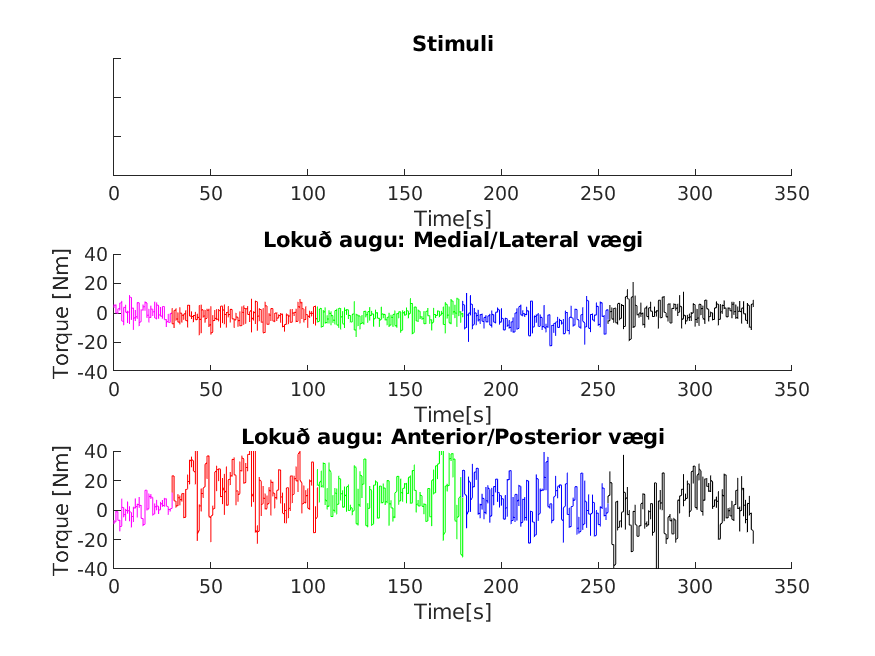 Stimuli
0 50 100 150 200 250 300 350
Time[s]
Lokuð augu: Medial/Lateral vægi
Torque [Nm]
40
20
0
-20
-40
0 50 100 150 200 250 300 350
Time[s]
Lokuð augu: Anterior/Posterior vægi
Torque [Nm]
40
20
0
-20
-40
0 50 100 150 200 250 300 350
Time[s]